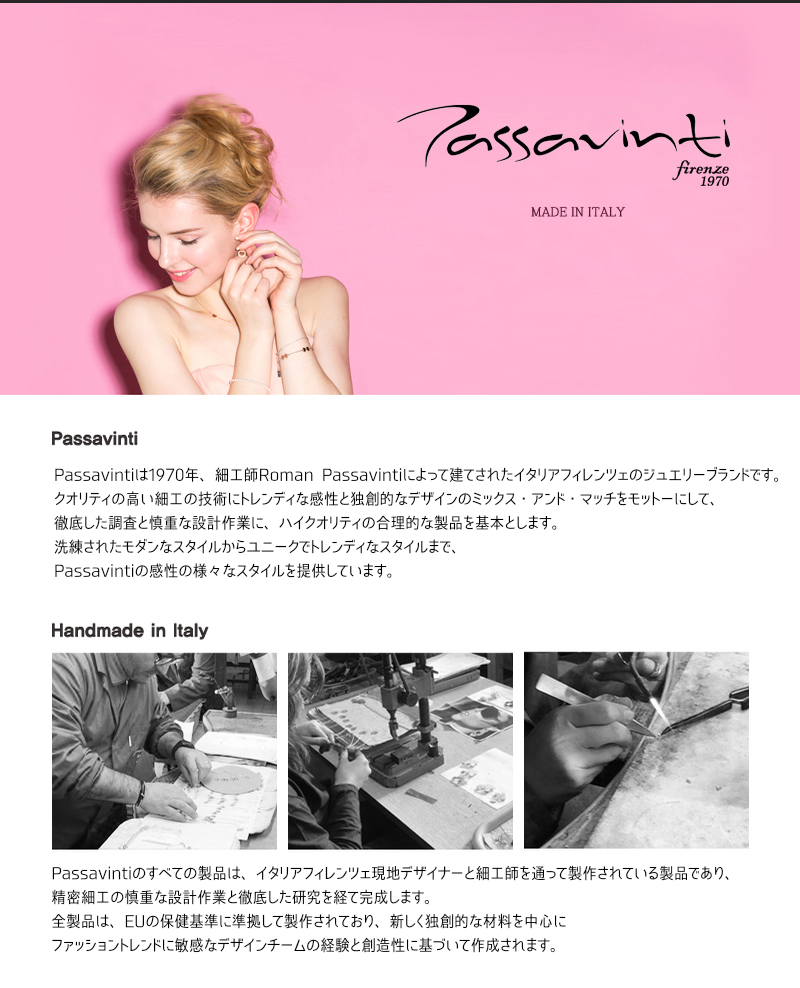 Passavinti
firenze
1970
MADE IN ITALY
Passavinti
Passavintiは1970年、細工師Roman Passavintiによって建てされたイタリアフィレンツェのジュエリーブランドです。
クオリティの高い細工の技術にトレンディな感性と独創的なデザインのミックス・アンド・マッチをモットーにして、
徹底した調査と慎重な設計作業に、ハイクオリティの合理的な製品を基本とします。
洗練されたモダンなスタイルからユニークでトレンディなスタイルまで、
Passavintiの感性の様々なスタイルを提供しています。
Handmade in Italy
Passavintiのすべての製品は、イタリアフィレンツェ現地デザイナーと細工師を通って製作されている製品であり、
精密細工の慎重な設計作業と徹底した研究を経て完成します。
全製品は、EUの保健基準に準拠して製作されており、新しく独創的な材料を中心に
ファッショントレンドに敏感なデザインチームの経験と創造性に基づいて作成されます。